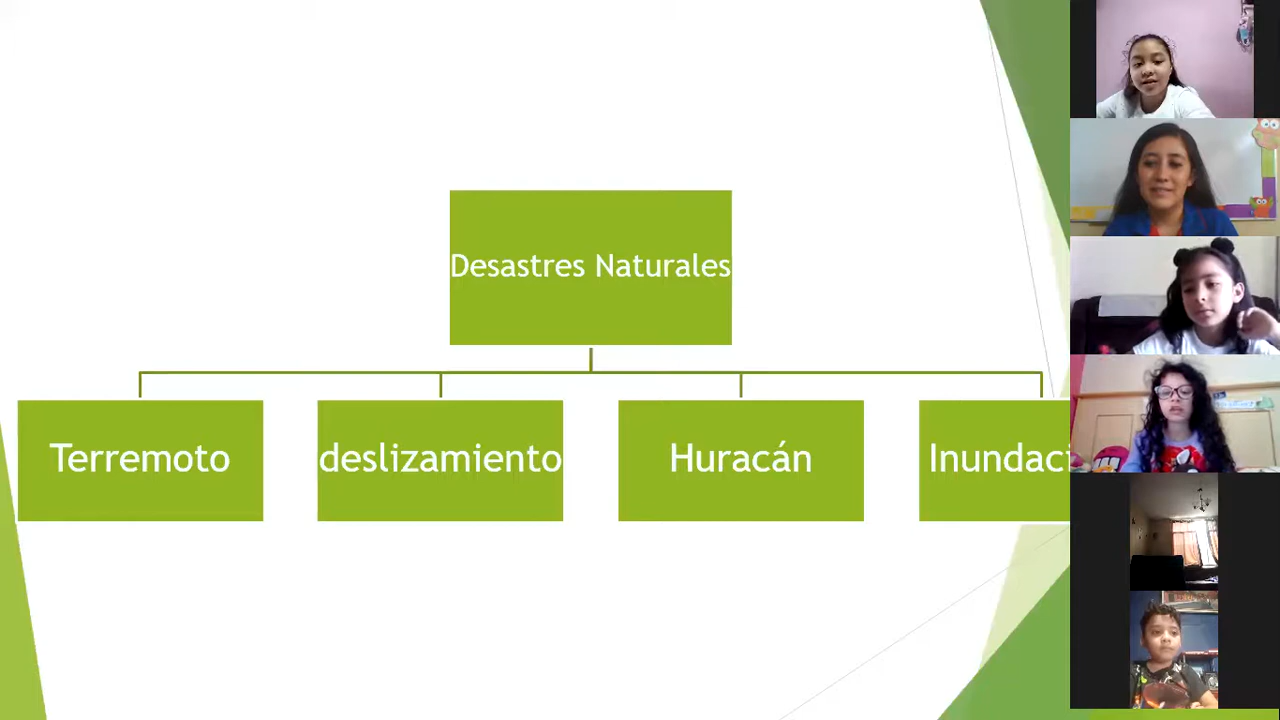 Desastres Naturales
Terremoto
deslizamiento
Huracán